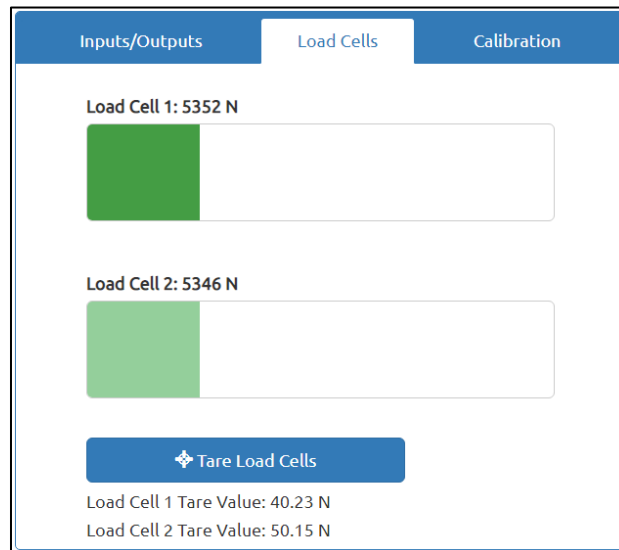 Inputs/Outputs Load Cells Calibration
Load Cell 1: 5352 N
Load Cell 2: 5346 N
Tare Load Cells
Load Cell 1 Tare Value: 40.23 N
Load Cell 2 Tare Value: 50.15 N